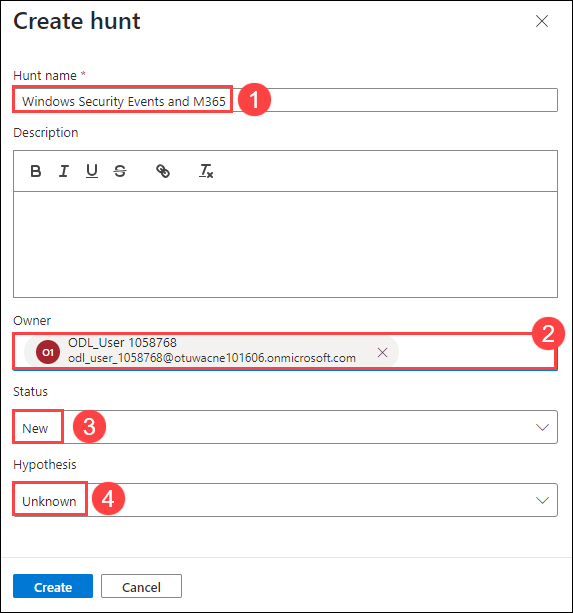 Create hunt
Hunt name *
Windows Security Events and M365
1
Description
B I U S
Owner
2
O1
ODL_User 1058768
odl_user_1058768@otuwacne101606.onmicrosoft.com
Status
New
3
Hypothesis
Unknown
4
Create Cancel